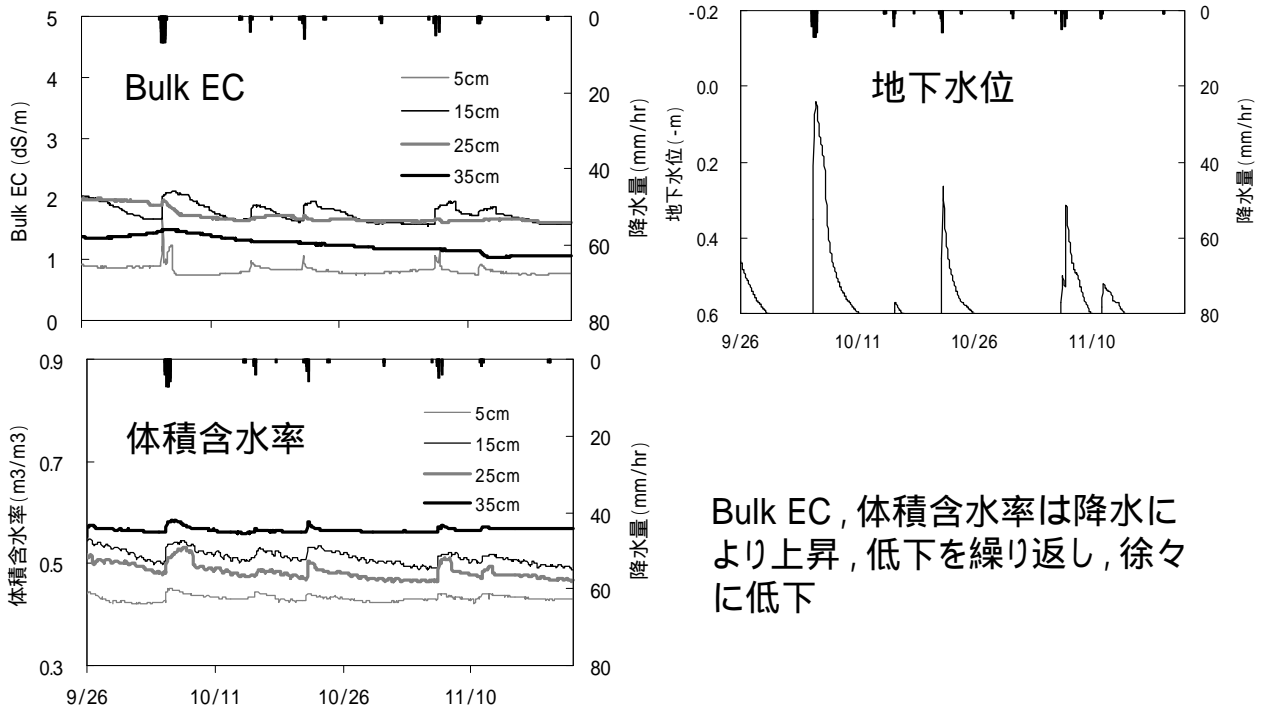 5
4
3
2
1
0
Bulk EC (dS/m)
Bulk EC
5cm
15cm
25cm
35cm
0
20
40
60
80
降水量(mm/hr)
-0.2
0.0
0.2
0.4
0.6
地下水位(-m)
地下水位
0
20
40
60
80
降水量(mm/hr)
9/26
10/11
10/26
11/10
0.9
0.7
0.5
0.3
体積含水率(m3/m3)
体積含水率
5cm
15cm
25cm
35cm
0
20
40
60
80
降水量(mm/hr)
9/26
10/11
10/26
11/10
Bulk EC , 体積含水率は降水に
より上昇 , 低下を繰り返し , 徐々
に低下